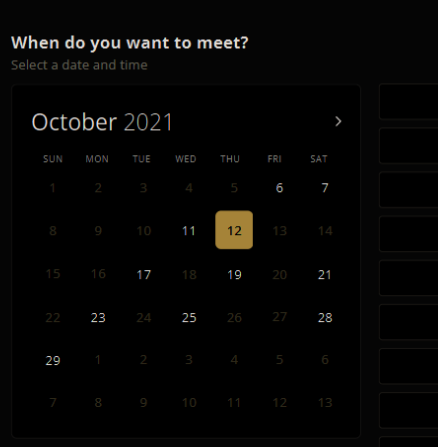 When do you want to meet?
Select a date and time
October 2021
SUN MON TUE WED THU FRI SAT
1 2 3 4 5 6 7
8 9 10 11 12 13 14
15 16 17 18 19 20 21
22 23 24 25 26 27 28
29 1 2 3 4 5 6
7 8 9 10 11 12 13